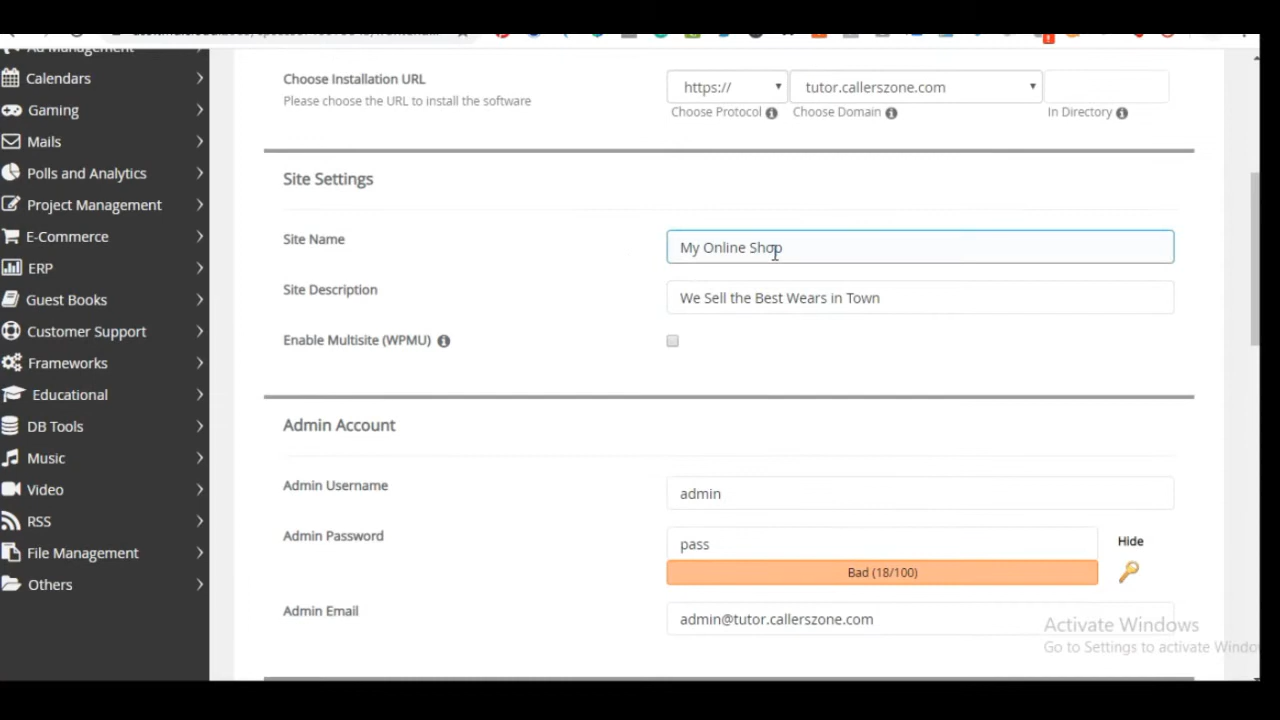 Ad Management
Calendars
Gaming
Mails
Polls and Analytics
Project Management
E-Commerce
ERP
Guest Books
Customer Support
Frameworks
Educational
DB Tools
Music
Video
RSS
File Management
Others
Choose Installation URL
Please choose the URL to install the software
https://
tutor.callerszone.com
Choose Protocol
Choose Domain
In Directory
Site Settings
Site Name
My Online Shop
Site Description
We Sell the Best Wears in Town
Enable Multisite (WPMU)
Admin Account
Admin Username
admin
Admin Password
pass
Hide
Bad (18/100)
Admin Email
admin@tutor.callerszone.com
Activate Windows
Go to Settings to activate Windo